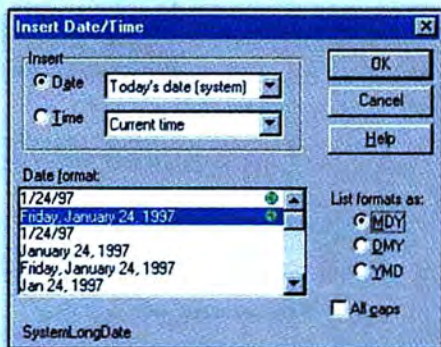 Insert Date/Time
Insert
Date
Today's date (system)
Time
Current time
OK
Cancel
Help
Date format:
1/24/97
Friday, January 24, 1997
1/24/97
January 24, 1997
Friday, January 24, 1997
Jan 24, 1997
List formats as:
MDY
DMY
YMD
All caps
SystemLongDate